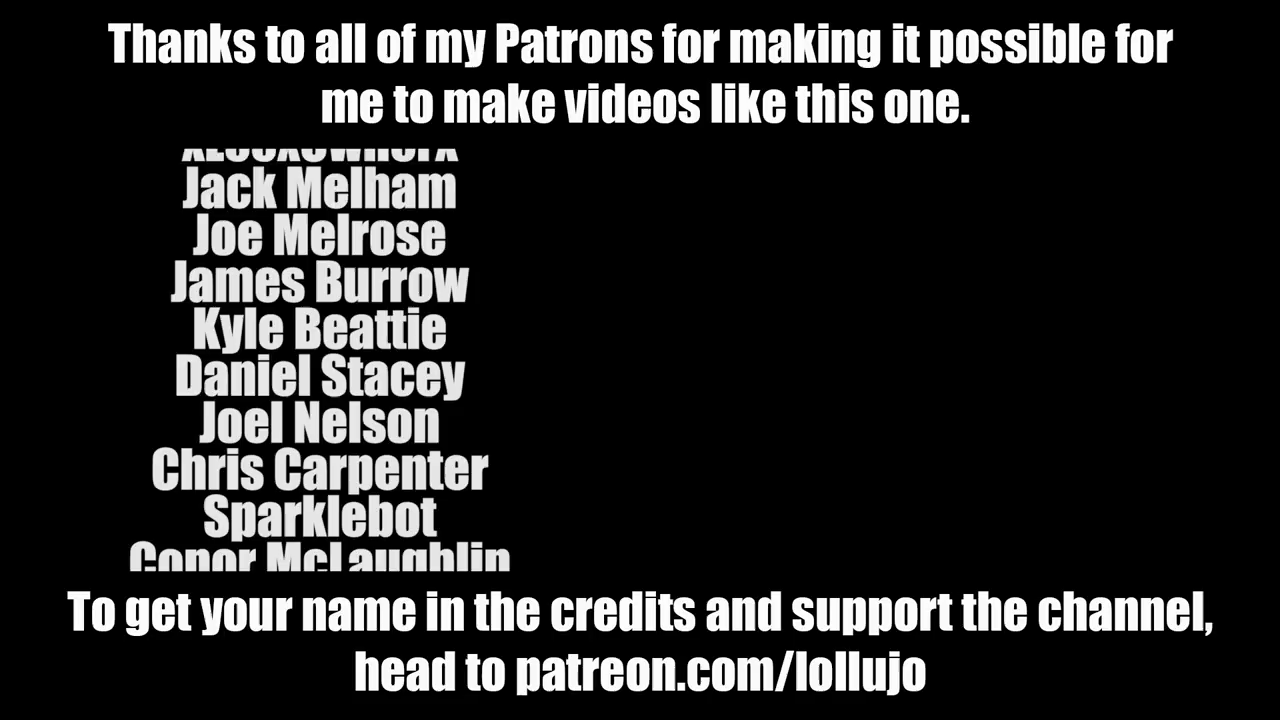 Thanks to all of my Patrons for making it possible for
me to make videos like this one.
Jack Melham
Joe Melrose
James Burrow
Kyle Beattie
Daniel Stacey
Joel Nelson
Chris Carpenter
Sparklebot
Conor McLaughlin
To get your name in the credits and support the channel,
head to patreon.com/lollujo